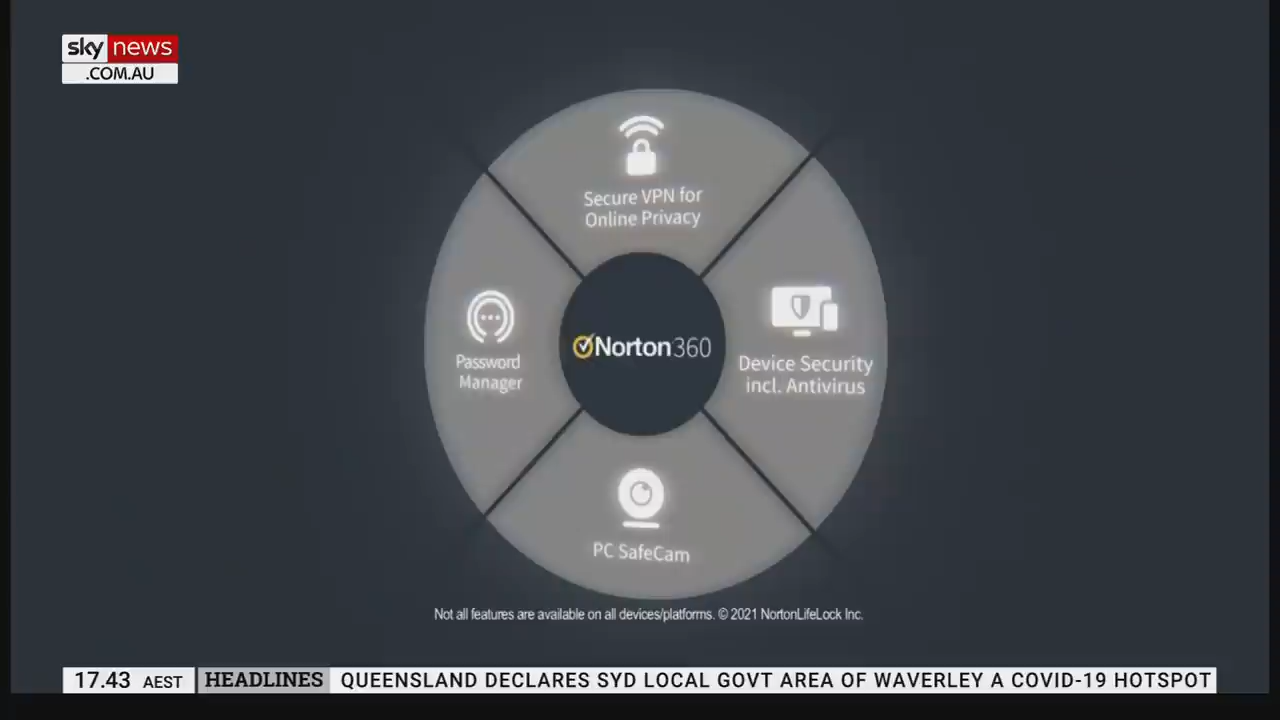 sky news
.COM.AU
Secure VPN for
Online Privacy
Password
Manager
Norton360
Device Security
incl. Antivirus
PC SafeCam
Not all features are available on all devices/platforms. © 2021 NortonLifeLock Inc.
17.43 AEST HEADLINES QUEENSLAND DECLARES SYD LOCAL GOVT AREA OF WAVERLEY A COVID-19 HOTSPOT